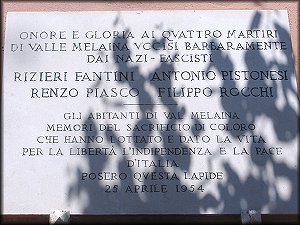 ONORE E GLORIA AI QUATTRO MARTIRI
DI VALLE MELAINA VCCISI BARBARAMENTE
DAI NAZI-FASCISTI
RIZIERI FANTINI ANTONIO PISTONESI
RENZO PIASCO FILIPPO ROCCHI
GLI ABITANTI DI VAL MELAINA
MEMORI DEL SACRIFICIO DI COLORO
CHE HANNO LOTTATO E DATO LA VITA
PER LA LIBERTÀ L'INDIPENDENZA E LA PACE
D'ITALIA
POSERO QVESTA LAPIDE
25 APRILE 1954